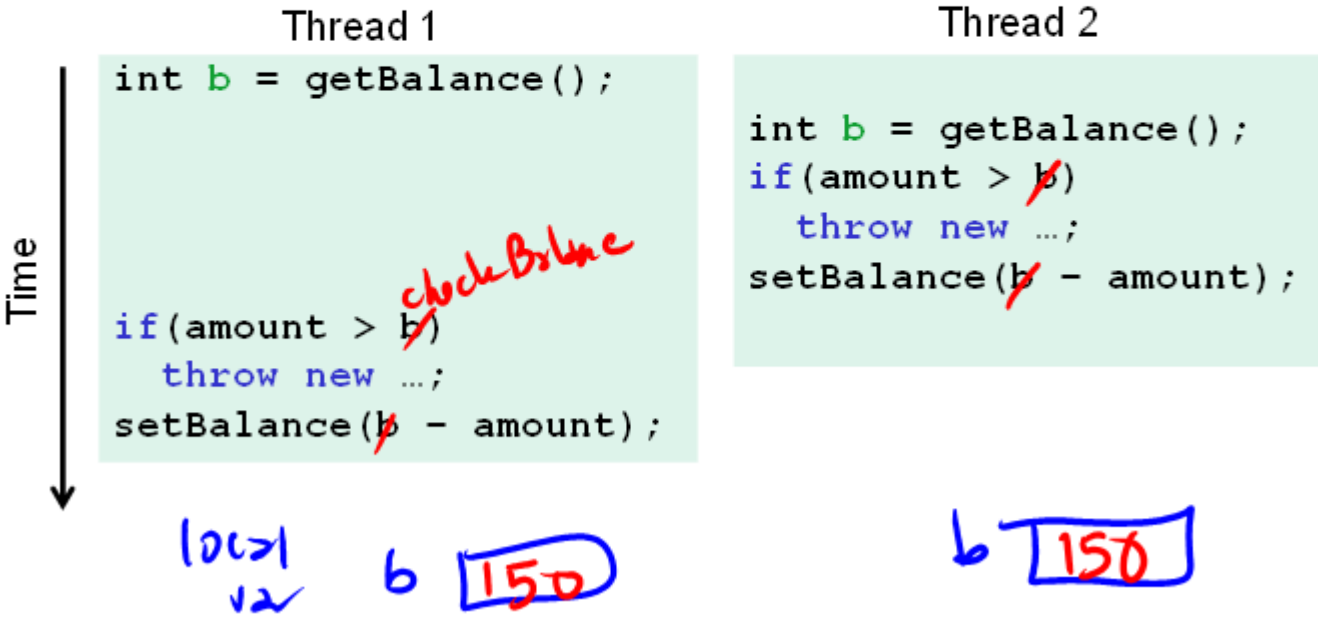 Thread 1
int b = getBalance();
if(amount > b)
throw new …;
setBalance(b - amount);
Thread 2
int b = getBalance();
if(amount > b)
throw new …;
setBalance(b - amount);
Time
local
b 150
b 150